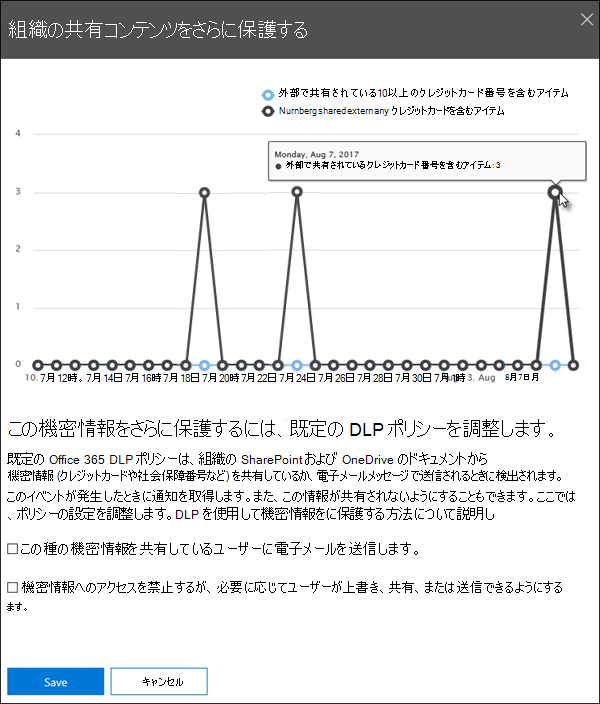 組織の共有コンテンツをさらに保護する
外部で共有されている10以上のクレジットカード番号を含むアイテム
Nurnbergsharedexternany クレジットカードを含むアイテム
4
Monday, Aug 7, 2017
外部で共有されているクレジットカード番号を含むアイテム: 3
3
2
1
0
10. 7月 12時。 7月 14日 7月 16時 7月 18日 7月 20時 7月 22日 7月 24日 7月 26日 7月 28日 7月 30日 7月 3. Aug 8月7日月
この機密情報をさらに保護するには、既定の DLP ポリシーを調整します。
既定の Office 365 DLP ポリシーは、組織の SharePoint および OneDrive のドキュメントから
機密情報 (クレジットカードや社会保障番号など) を共有しているか、電子メールメッセージで送信されるときに検出されます。
このイベントが発生したときに通知を取得します。また、この情報が共有されないようにすることもできます。ここでは
、ポリシーの設定を調整します。DLP を使用して機密情報をに保護する方法について説明し
この種の機密情報を共有しているユーザーに電子メールを送信します。
機密情報へのアクセスを禁止するが、必要に応じてユーザーが上書き、共有、または送信できるようにする
ます。
Save
キャンセル